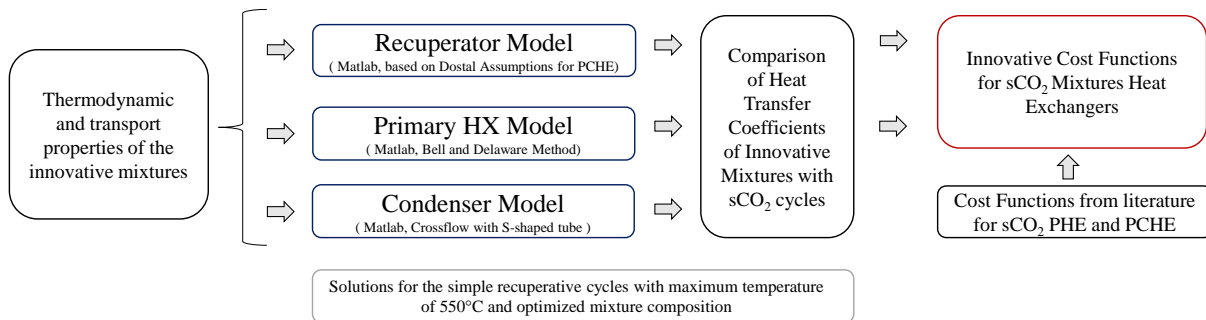 Thermodynamic
and transport
properties of the
innovative mixtures
Recuperator Model
( Matlab, based on Dostal Assumptions for PCHE)
Primary HX Model
( Matlab, Bell and Delaware Method)
Condenser Model
( Matlab, Crossflow with S-shaped tube )
Solutions for the simple recuperative cycles with maximum temperature
of 550°C and optimized mixture composition
Comparison
of Heat
Transfer
Coefficients
of Innovative
Mixtures with
sCO₂ cycles
Innovative Cost Functions
for sCO₂ Mixtures Heat
Exchangers
Cost Functions from literature
for sCO₂ PHE and PCHE